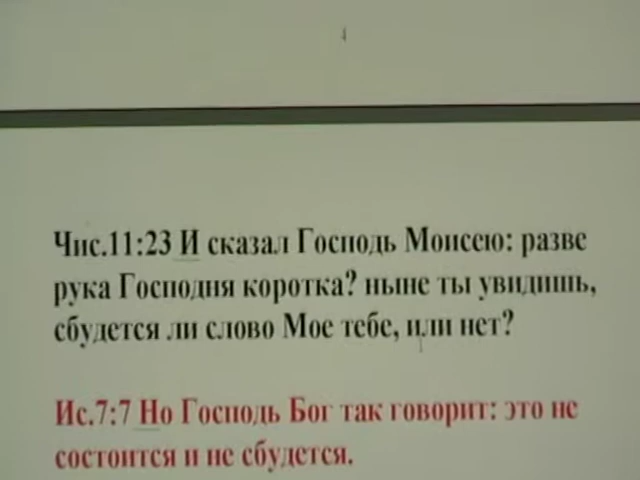 4
Чис.11:23 И сказал Господь Моисею: разве
рука Господня коротка? ныне ты увидишь,
сбудется ли слово Мое тебе, или нет?
Ис.7:7 Но Господь Бог так говорит: это не
состоится и не сбудется.